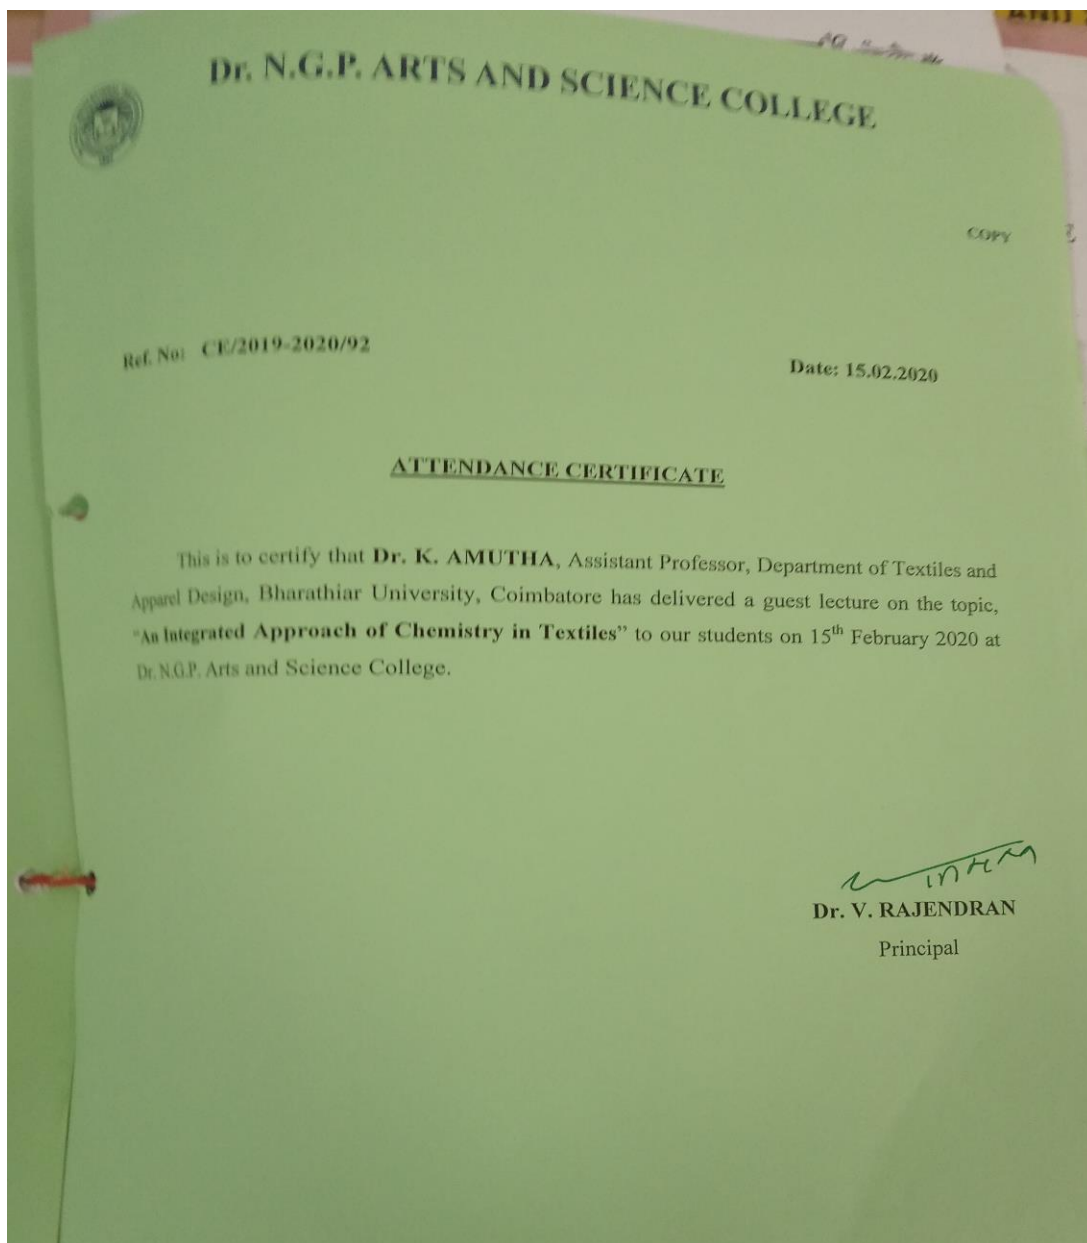 Dr. N.G.P. ARTS AND SCIENCE COLLEGE
COPY
Ref. No: CE/2019-2020/92
Date: 15.02.2020
ATTENDANCE CERTIFICATE
This is to certify that Dr. K. AMUTHA, Assistant Professor, Department of Textiles and
Apparel Design, Bharathiar University, Coimbatore has delivered a guest lecture on the topic,
“An Integrated Approach of Chemistry in Textiles” to our students on 15th February 2020 at
Dr. N.G.P. Arts and Science College.
Dr. V. RAJENDRAN
Principal